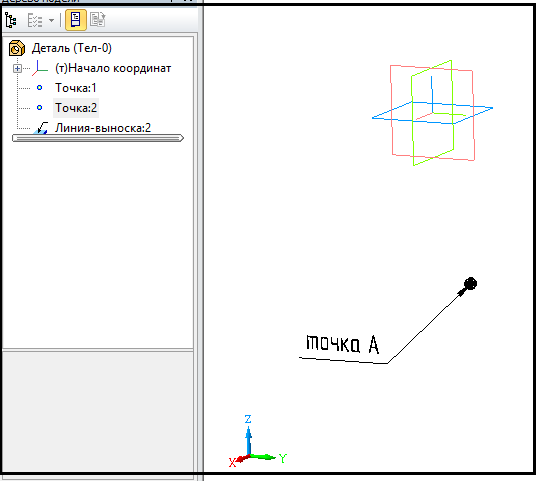 дерево модели
Деталь (Тел-0)
(т)Начало координат
Точка:1
Точка:2
Линия-выноска:2
точка А
Z
X
Y